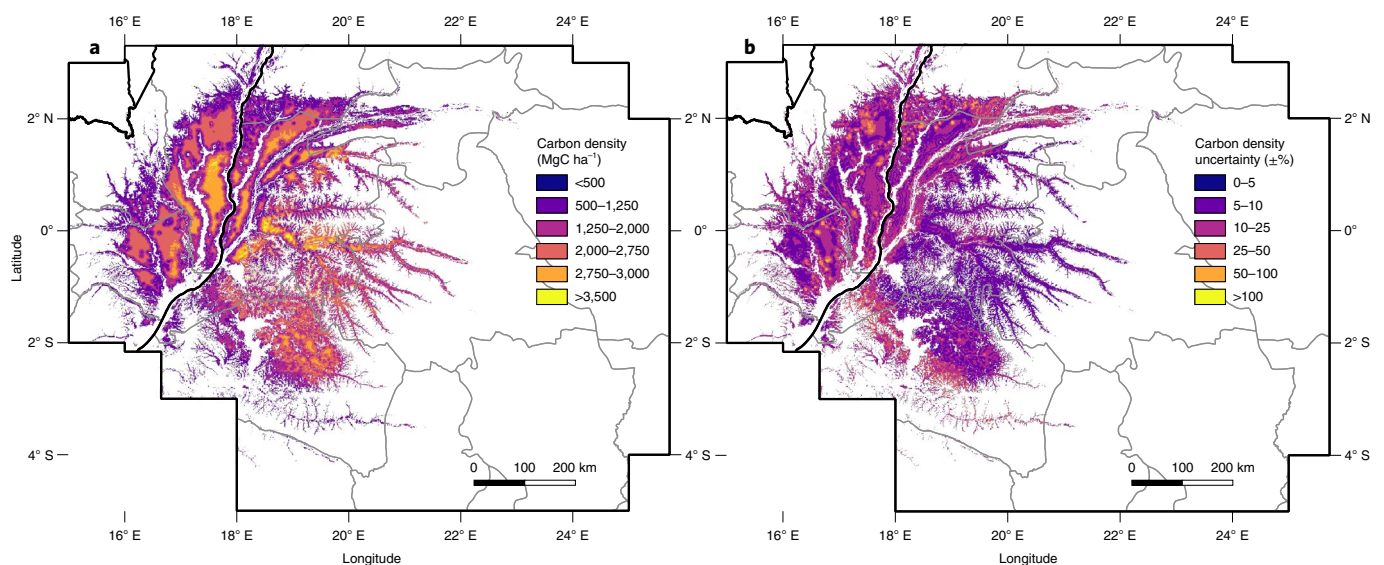 16° E 18° E 20° E 22° E 24° E
16° E 18° E 20° E 22° E 24° E
a
b
2° N
2° N
2° N
Carbon density
(MgC ha⁻¹)
<500
500–1,250
1,250–2,000
2,000–2,750
2,750–3,000
>3,500
Carbon density
uncertainty (±%)
0–5
5–10
10–25
25–50
50–100
>100
Latitude
0°
0°
0°
2° S
2° S
2° S
4° S
4° S
4° S
0 100 200 km
0 100 200 km
16° E 18° E 20° E 22° E 24° E
16° E 18° E 20° E 22° E 24° E
Longitude
Longitude